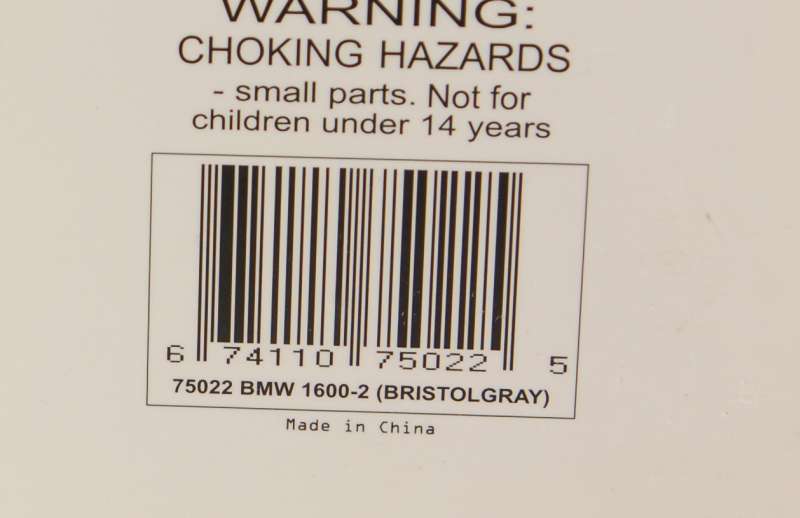 WARNING:
CHOKING HAZARDS
- small parts. Not for
children under 14 years
6 74110 75022 5
75022 BMW 1600-2 (BRISTOLGRAY)
Made in China